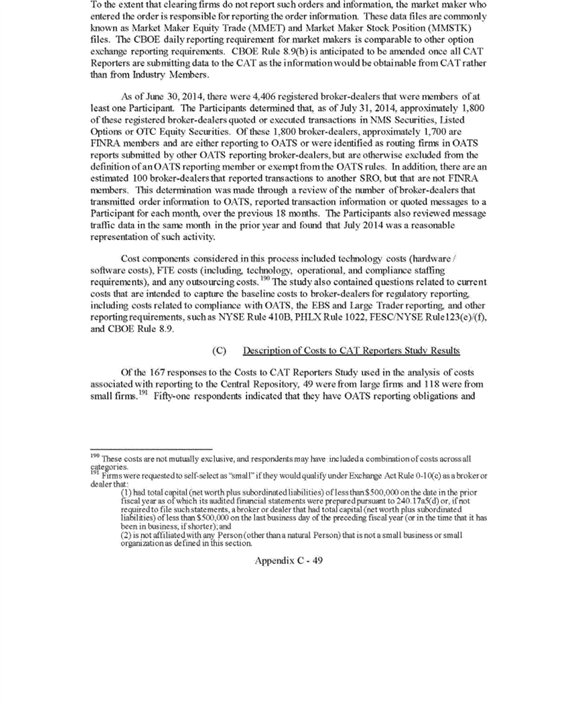 To the extent that clearing firms do not report such orders and information, the market maker who
entered the order is responsible for reporting the order information. These data files are commonly
known as Market Maker Equity Trade (MMET) and Market Maker Stock Position (MMSTK)
files. The CBOE daily reporting requirement for market makers is comparable to other option
exchange reporting requirements. CBOE Rule 8.9(b) is anticipated to be amended once all CAT
Reporters are submitting data to the CAT as the information would be obtainable from CAT rather
than from Industry Members.
As of June 30, 2014, there were 4,406 registered broker-dealers that were members of at
least one Participant. The Participants determined that, as of July 31, 2014, approximately 1,800
of these registered broker-dealers quoted or executed transactions in NMS Securities, Listed
Options or OTC Equity Securities. Of these 1,800 broker-dealers, approximately 1,700 are
FINRA members and are either reporting to OATS or were identified as routing firms in OATS
reports submitted by other OATS reporting broker-dealers, but are otherwise excluded from the
definition of an OATS reporting member or exempt from the OATS rules. In addition, there are an
estimated 100 broker-dealers that reported transactions to another SRO, but that are not FINRA
members. This determination was made through a review of the number of broker-dealers that
transmitted order information to OATS, reported transaction information or quoted messages to a
Participant for each month, over the previous 18 months. The Participants also reviewed message
traffic data in the same month in the prior year and found that July 2014 was a reasonable
representation of such activity.
Cost components considered in this process included technology costs (hardware /
software costs), FTE costs (including, technology, operational, and compliance staffing
requirements), and any outsourcing costs.190 The study also contained questions related to current
costs that are intended to capture the baseline costs to broker-dealers for regulatory reporting,
including costs related to compliance with OATS, the EBS and Large Trader reporting, and other
reporting requirements, such as NYSE Rule 410B, PHLX Rule 1022, FESC/NYSE Rule 123(e)/(f),
and CBOE Rule 8.9.
(C) Description of Costs to CAT Reporters Study Results
Of the 167 responses to the Costs to CAT Reporters Study used in the analysis of costs
associated with reporting to the Central Repository, 49 were from large firms and 118 were from
small firms.191 Fifty-one respondents indicated that they have OATS reporting obligations and
190 These costs are not mutually exclusive, and respondents may have included a combination of costs across all
categories.
191 Firms were requested to self-select as "small" if they would qualify under Exchange Act Rule 0-10(c) as a broker or
dealer that:
(1) had total capital (net worth plus subordinated liabilities) of less than $500,000 on the date in the prior
fiscal year as of which its audited financial statements were prepared pursuant to 240.17a5(d) or, if not
required to file such statements, a broker or dealer that had total capital (net worth plus subordinated
liabilities) of less than $500,000 on the last business day of the preceding fiscal year (or in the time that it has
been in business, if shorter); and
(2) is not affiliated with any Person (other than a natural Person) that is not a small business or small
organization as defined in this section.
Appendix C - 49